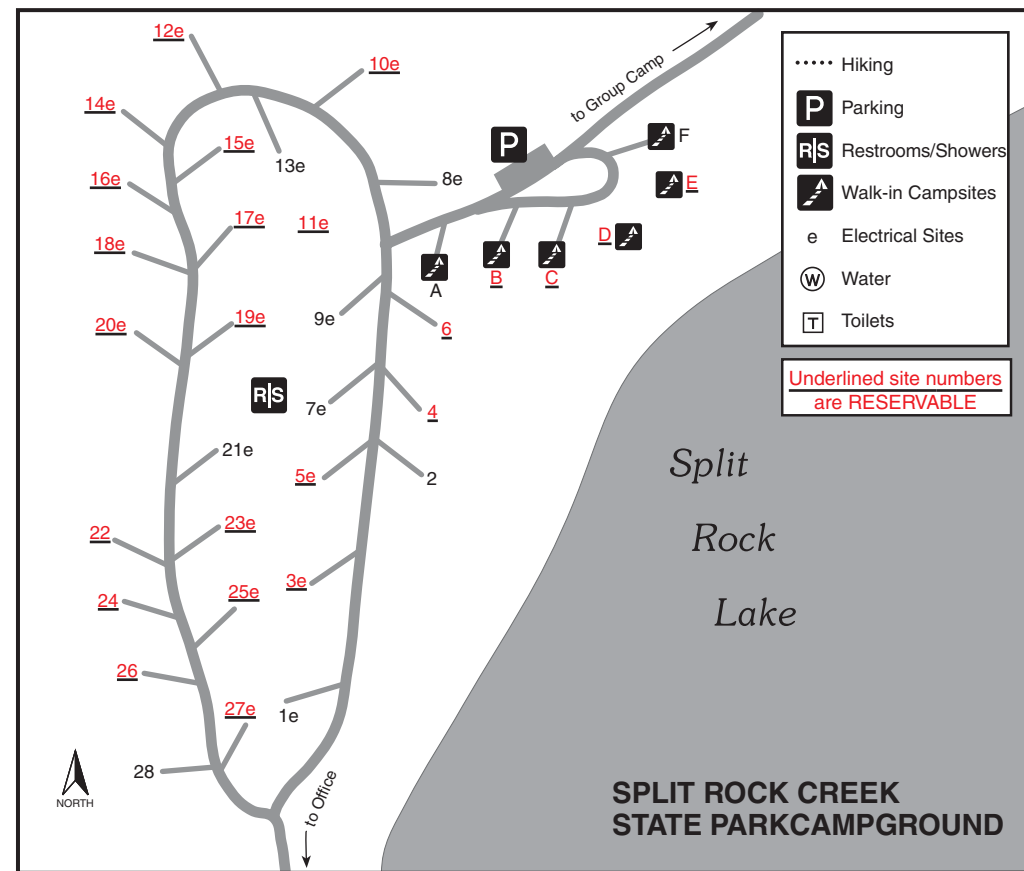 12e
10e
14e
15e
13e
16e
8e
17e
11e
18e
9e
19e
20e
6
R|S
7e
4
21e
5e
2
23e
22
3e
25e
24
26
27e
1e
28
NORTH
to Office
to Group Camp
P
F
E
D
A
B
C
Hiking
P Parking
R|S Restrooms/Showers
Walk-in Campsites
e Electrical Sites
W Water
T Toilets
Underlined site numbers
are RESERVABLE
Split
Rock
Lake
SPLIT ROCK CREEK
STATE PARKCAMPGROUND